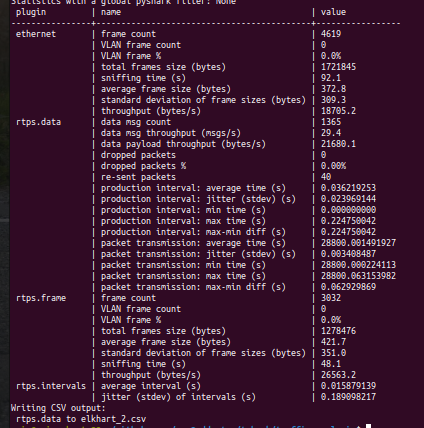 Statistics with a global pyshark filter: None
plugin | name | value
---------------+------------------------------------------+----------------
ethernet | frame count | 4619
| VLAN frame count | 0
| VLAN frame % | 0.0%
| total frames size (bytes) | 1721845
| sniffing time (s) | 92.1
| average frame size (bytes) | 372.8
| standard deviation of frame sizes (bytes) | 309.3
| throughput (bytes/s) | 18705.2
rtps.data | data msg count | 1365
| data msg throughput (msgs/s) | 29.4
| data payload throughput (bytes/s) | 21680.1
| dropped packets | 0
| dropped packets % | 0.00%
| re-sent packets | 40
| production interval: average time (s) | 0.036219253
| production interval: jitter (stdev) (s) | 0.023969144
| production interval: min time (s) | 0.000000000
| production interval: max time (s) | 0.224750042
| production interval: max-min diff (s) | 0.224750042
| packet transmission: average time (s) | 28800.001491927
| packet transmission: jitter (stdev) (s) | 0.003408487
| packet transmission: min time (s) | 28800.000224113
| packet transmission: max time (s) | 28800.063153982
| packet transmission: max-min diff (s) | 0.062929869
rtps.frame | frame count | 3032
| VLAN frame count | 0
| VLAN frame % | 0.0%
| total frames size (bytes) | 1278476
| average frame size (bytes) | 421.7
| standard deviation of frame sizes (bytes) | 351.0
| sniffing time (s) | 48.1
| throughput (bytes/s) | 26563.2
rtps.intervals | average interval (s) | 0.015879139
| jitter (stdev) of intervals (s) | 0.189098217
Writing CSV output:
rtps.data to elkhart_2.csv